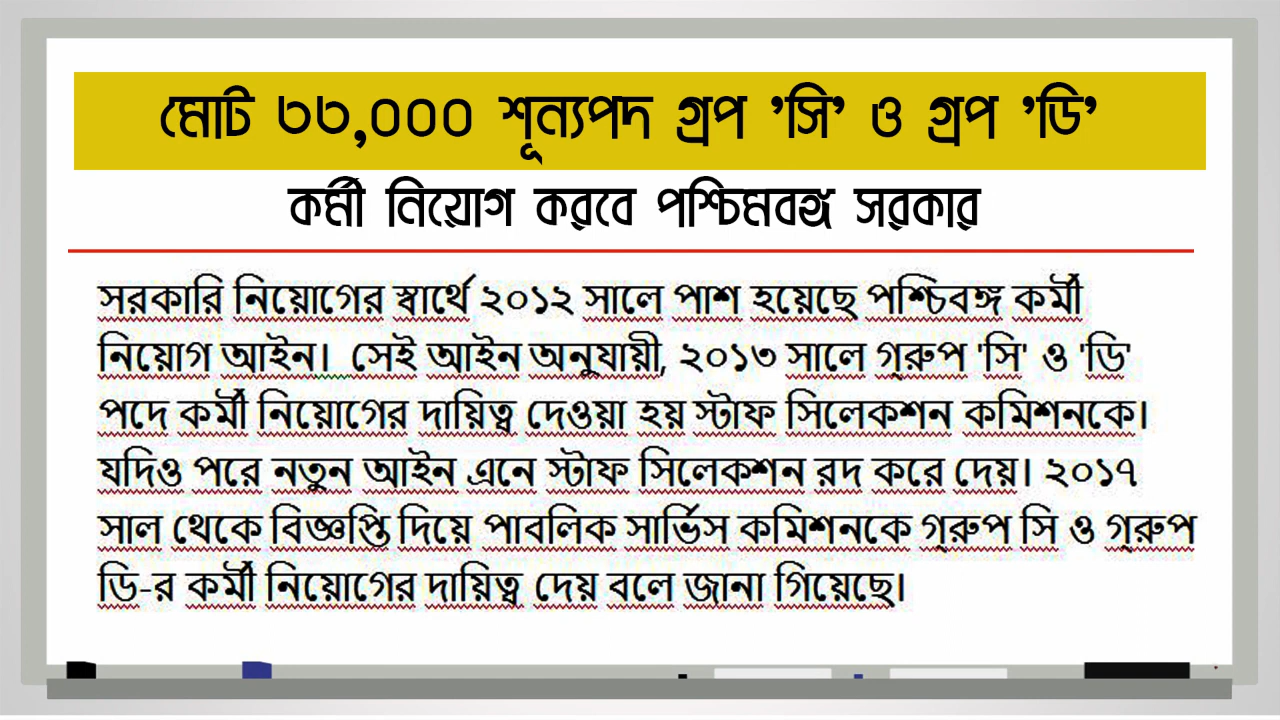 মোট ৩৩,০০০ শূন্যপদ গ্রুপ 'সি' ও গ্রুপ 'ডি'
কর্মী নিয়োগ করবে পশ্চিমবঙ্গ সরকার
সরকারি নিয়োগের স্বার্থে ২০১২ সালে পাশ হয়েছে পশ্চিবঙ্গ কর্মী
নিয়োগ আইন। সেই আইন অনুযায়ী, ২০১৩ সালে গ্রুপ 'সি' ও 'ডি'
পদে কর্মী নিয়োগের দায়িত্ব দেওয়া হয় স্টাফ সিলেকশন কমিশনকে।
যদিও পরে নতুন আইন এনে স্টাফ সিলেকশন রদ করে দেয়। ২০১৭
সাল থেকে বিজ্ঞপ্তি দিয়ে পাবলিক সার্ভিস কমিশনকে গ্রুপ সি ও গ্রুপ
ডি-র কর্মী নিয়োগের দায়িত্ব দেয় বলে জানা গিয়েছে।